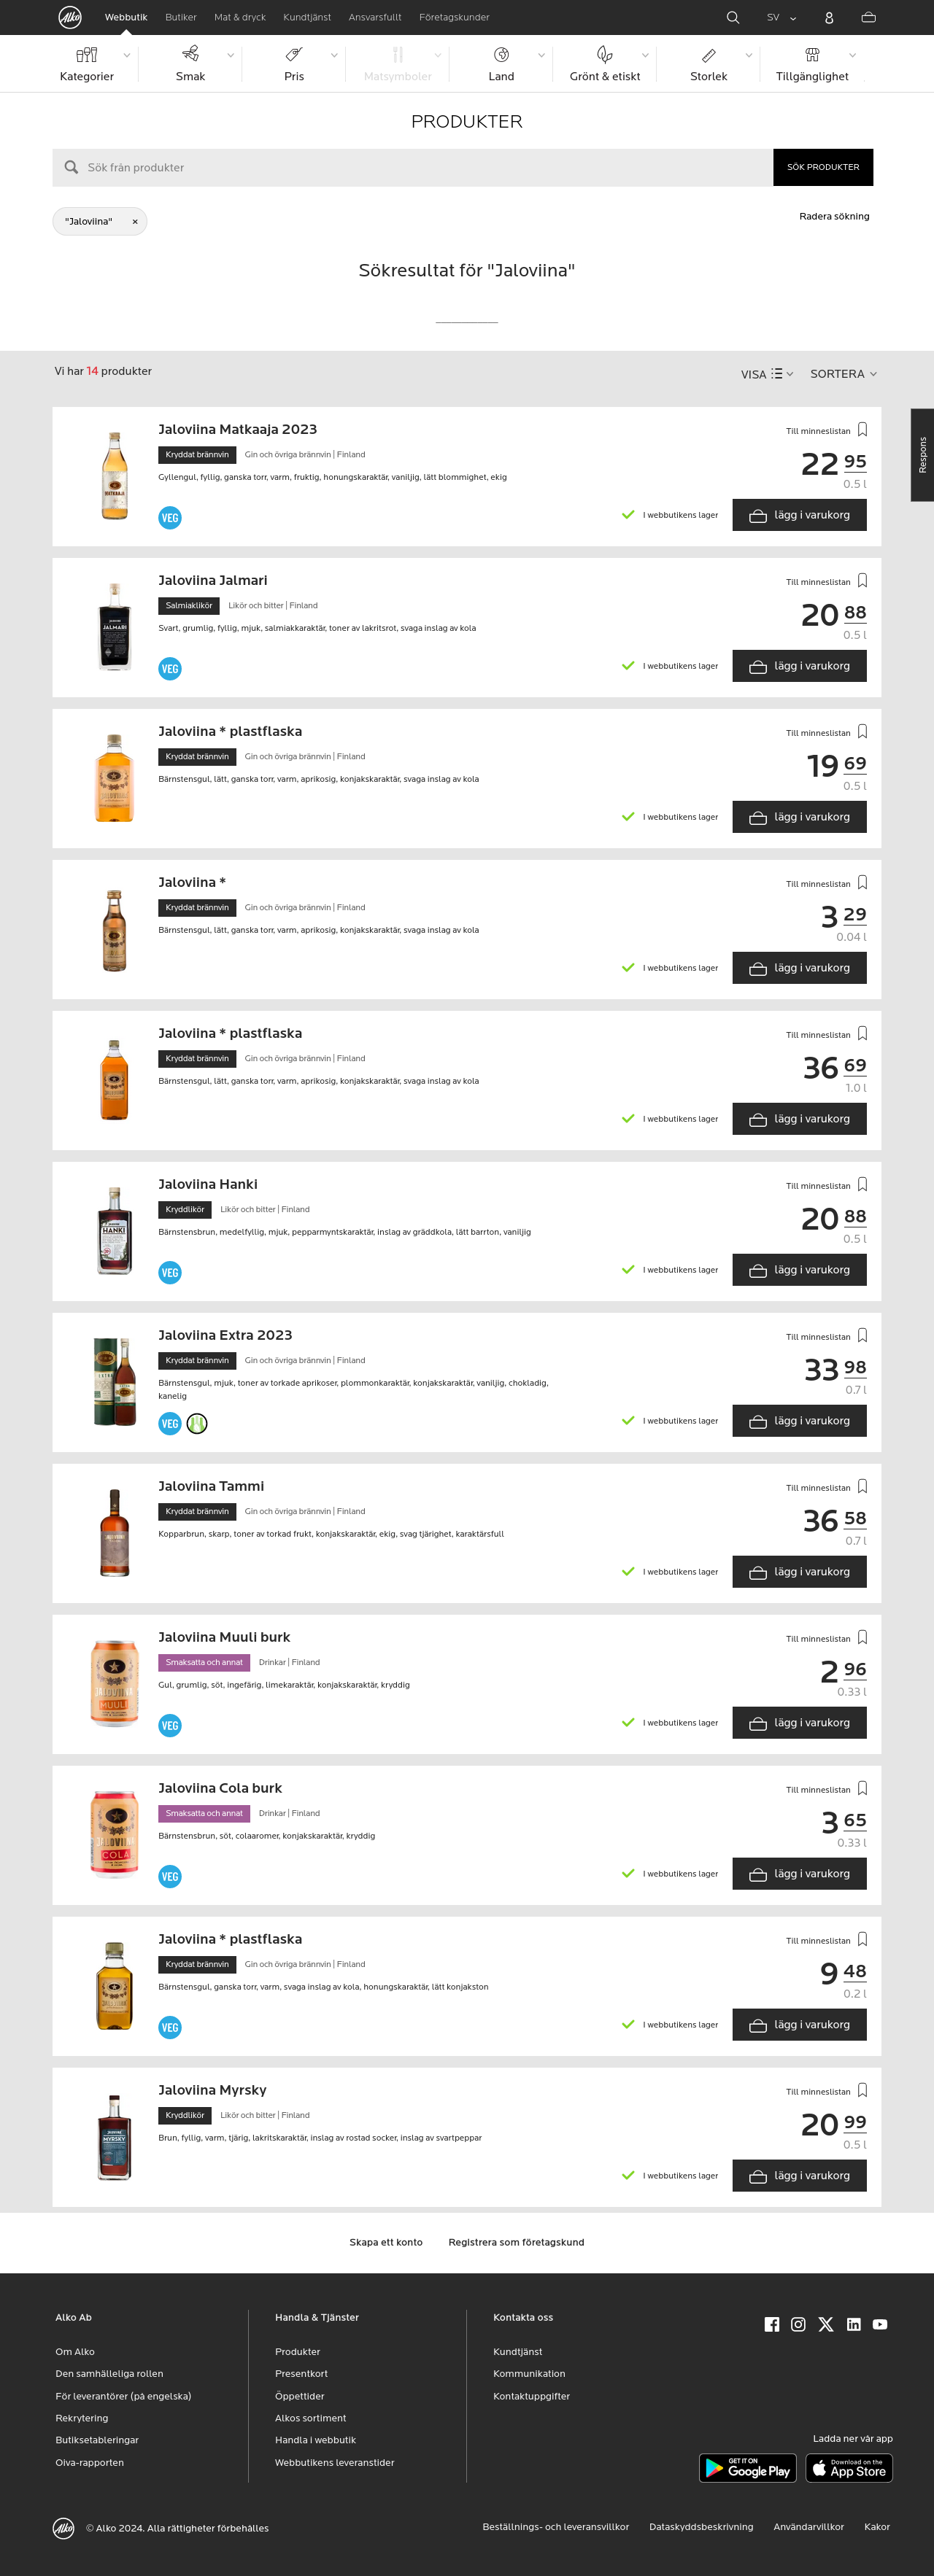 Alko Webbutik Butiker Mat & dryck Kundtjänst Ansvarsfullt Företagskunder SV
Kategorier Smak Pris Matsymboler Land Grönt & etiskt Storlek Tillgänglighet
PRODUKTER
Sök från produkter SÖK PRODUKTER
"Jaloviina" × Radera sökning
Sökresultat för "Jaloviina"
Vi har 14 produkter VISA SORTERA
Respons
Jaloviina Matkaaja 2023 Till minneslistan
Kryddat brännvin Gin och övriga brännvin | Finland 22 95
Gyllengul, fyllig, ganska torr, varm, fruktig, honungskaraktär, vaniljig, lätt blommighet, ekig 0.5 l
VEG I webbutikens lager lägg i varukorg
Jaloviina Jalmari Till minneslistan
Salmiaklikör Likör och bitter | Finland 20 88
Svart, grumlig, fyllig, mjuk, salmiakkaraktär, toner av lakritsrot, svaga inslag av kola 0.5 l
VEG I webbutikens lager lägg i varukorg
Jaloviina * plastflaska Till minneslistan
Kryddat brännvin Gin och övriga brännvin | Finland 19 69
Bärnstensgul, lätt, ganska torr, varm, aprikosig, konjakskaraktär, svaga inslag av kola 0.5 l
I webbutikens lager lägg i varukorg
Jaloviina * Till minneslistan
Kryddat brännvin Gin och övriga brännvin | Finland 3 29
Bärnstensgul, lätt, ganska torr, varm, aprikosig, konjakskaraktär, svaga inslag av kola 0.04 l
I webbutikens lager lägg i varukorg
Jaloviina * plastflaska Till minneslistan
Kryddat brännvin Gin och övriga brännvin | Finland 36 69
Bärnstensgul, lätt, ganska torr, varm, aprikosig, konjakskaraktär, svaga inslag av kola 1.0 l
I webbutikens lager lägg i varukorg
Jaloviina Hanki Till minneslistan
Kryddlikör Likör och bitter | Finland 20 88
Bärnstensbrun, medelfyllig, mjuk, pepparmyntskaraktär, inslag av gräddkola, lätt barrton, vaniljig 0.5 l
VEG I webbutikens lager lägg i varukorg
Jaloviina Extra 2023 Till minneslistan
Kryddat brännvin Gin och övriga brännvin | Finland 33 98
Bärnstensgul, mjuk, toner av torkade aprikoser, plommonkaraktär, konjakskaraktär, vaniljig, chokladig, 0.7 l
kanelig
VEG I webbutikens lager lägg i varukorg
Jaloviina Tammi Till minneslistan
Kryddat brännvin Gin och övriga brännvin | Finland 36 58
Kopparbrun, skarp, toner av torkad frukt, konjakskaraktär, ekig, svag tjärighet, karaktärsfull 0.7 l
I webbutikens lager lägg i varukorg
Jaloviina Muuli burk Till minneslistan
Smaksatta och annat Drinkar | Finland 2 96
Gul, grumlig, söt, ingefärig, limekaraktär, konjakskaraktär, kryddig 0.33 l
VEG I webbutikens lager lägg i varukorg
Jaloviina Cola burk Till minneslistan
Smaksatta och annat Drinkar | Finland 3 65
Bärnstensbrun, söt, colaaromer, konjakskaraktär, kryddig 0.33 l
VEG I webbutikens lager lägg i varukorg
Jaloviina * plastflaska Till minneslistan
Kryddat brännvin Gin och övriga brännvin | Finland 9 48
Bärnstensgul, ganska torr, varm, svaga inslag av kola, honungskaraktär, lätt konjakston 0.2 l
VEG I webbutikens lager lägg i varukorg
Jaloviina Myrsky Till minneslistan
Kryddlikör Likör och bitter | Finland 20 99
Brun, fyllig, varm, tjärig, lakritskaraktär, inslag av rostad socker, inslag av svartpeppar 0.5 l
I webbutikens lager lägg i varukorg
Skapa ett konto Registrera som företagskund
Alko Ab Handla & Tjänster Kontakta oss
Om Alko Produkter Kundtjänst
Den samhälleliga rollen Presentkort Kommunikation
För leverantörer (på engelska) Öppettider Kontaktuppgifter
Rekrytering Alkos sortiment
Butiksetableringar Handla i webbutik Ladda ner vår app
Oiva-rapporten Webbutikens leveranstider GET IT ON Google Play Download on the App Store
Alko © Alko 2024. Alla rättigheter förbehålles Beställnings- och leveransvillkor Dataskyddsbeskrivning Användarvillkor Kakor